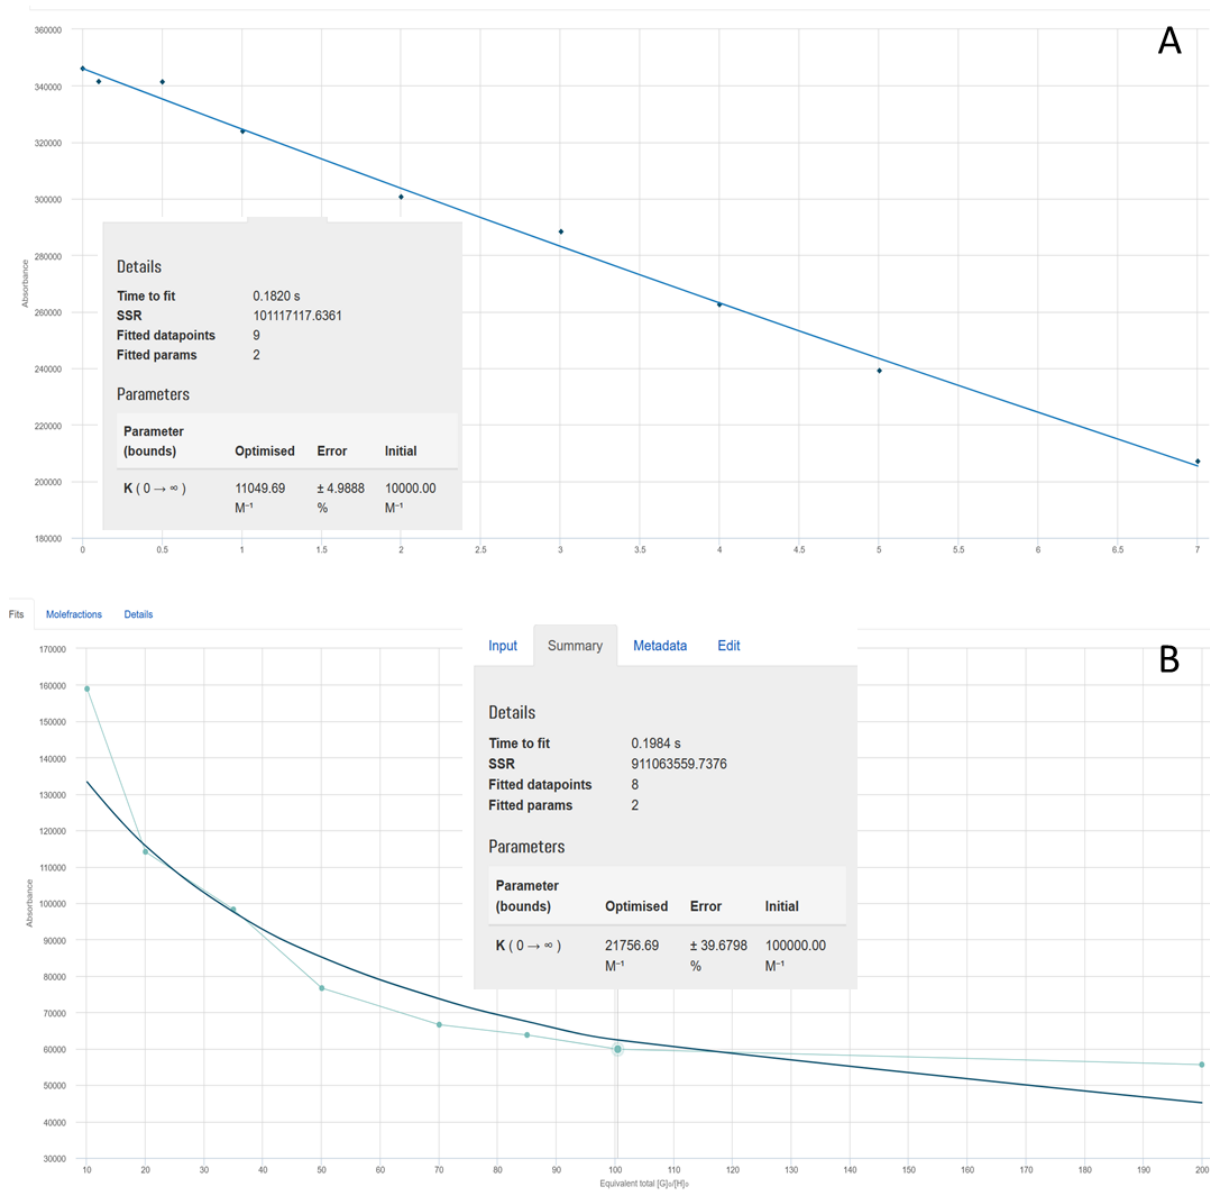 A
360000
340000
320000
300000
280000
260000
240000
220000
200000
180000
Absorbance
0 0.5 1 1.5 2 2.5 3 3.5 4 4.5 5 5.5 6 6.5 7
Details
Time to fit 0.1820 s
SSR 101117117.6361
Fitted datapoints 9
Fitted params 2
Parameters
Parameter
(bounds) Optimised Error Initial
K ( 0 → ∞ ) 11049.69 ± 4.9888 10000.00
M⁻¹ % M⁻¹
Fits Molefractions Details
B
170000
160000
150000
140000
130000
120000
110000
100000
90000
80000
70000
60000
50000
40000
30000
Absorbance
10 20 30 40 50 60 70 80 90 100 110 120 130 140 150 160 170 180 190 200
Equivalent total [G]₀/[H]₀
Input Summary Metadata Edit
Details
Time to fit 0.1984 s
SSR 911063559.7376
Fitted datapoints 8
Fitted params 2
Parameters
Parameter
(bounds) Optimised Error Initial
K ( 0 → ∞ ) 21756.69 ± 39.6798 100000.00
M⁻¹ % M⁻¹